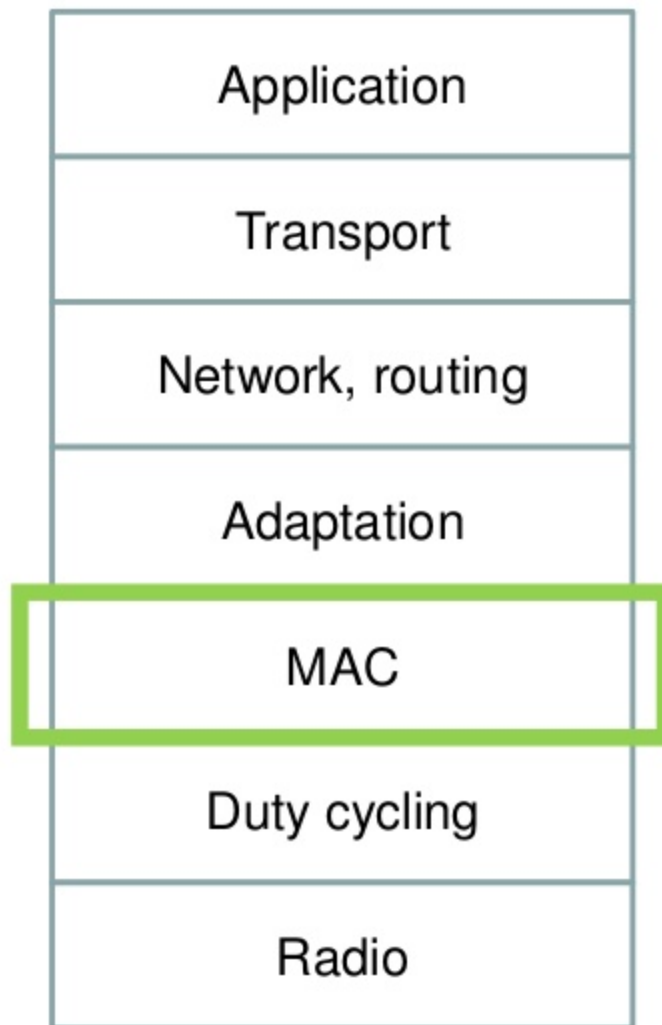 Application
Transport
Network, routing
Adaptation
MAC
Duty cycling
Radio